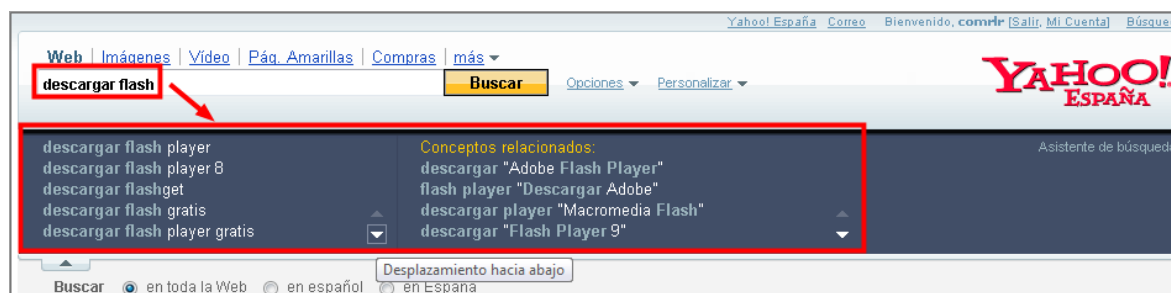 Yahoo! España Correo Bienvenido, comrlr [Salir, Mi Cuenta] Búsque
Web | Imágenes | Vídeo | Pág. Amarillas | Compras | más
descargar flash Buscar Opciones Personalizar
YAHOO! ESPAÑA
descargar flash player
descargar flash player 8
descargar flashget
descargar flash gratis
descargar flash player gratis
Conceptos relacionados:
descargar "Adobe Flash Player"
flash player "Descargar Adobe"
descargar player "Macromedia Flash"
descargar "Flash Player 9"
Asistente de búsqueda
Desplazamiento hacia abajo
Buscar en toda la Web en español en España